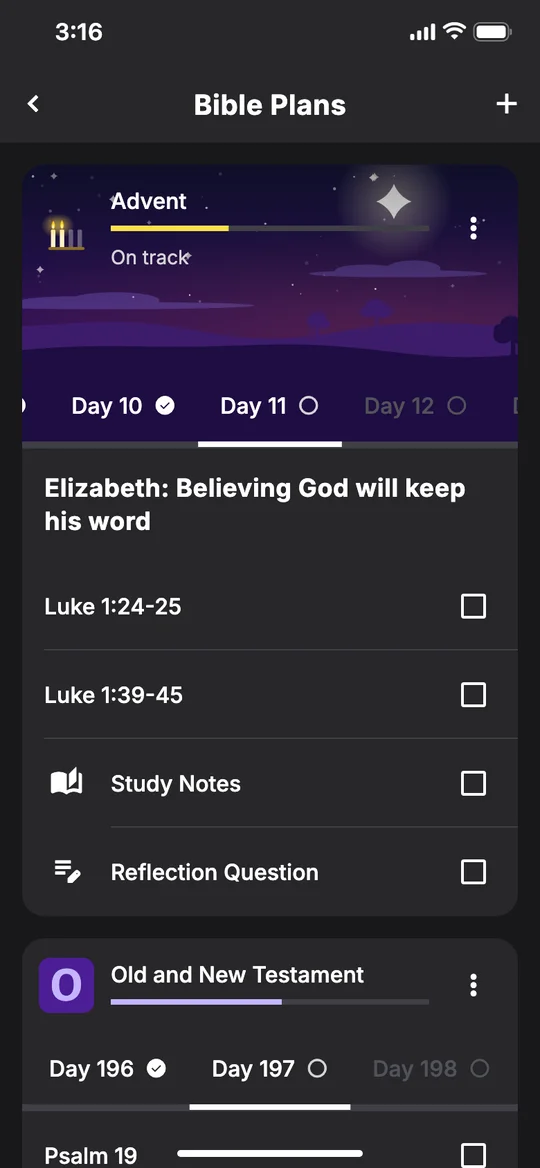 3:16
Bible Plans
Advent
On track
Day 10
Day 11
Day 12
Elizabeth: Believing God will keep
his word
Luke 1:24-25
Luke 1:39-45
Study Notes
Reflection Question
O
Old and New Testament
Day 196
Day 197
Day 198
Psalm 19